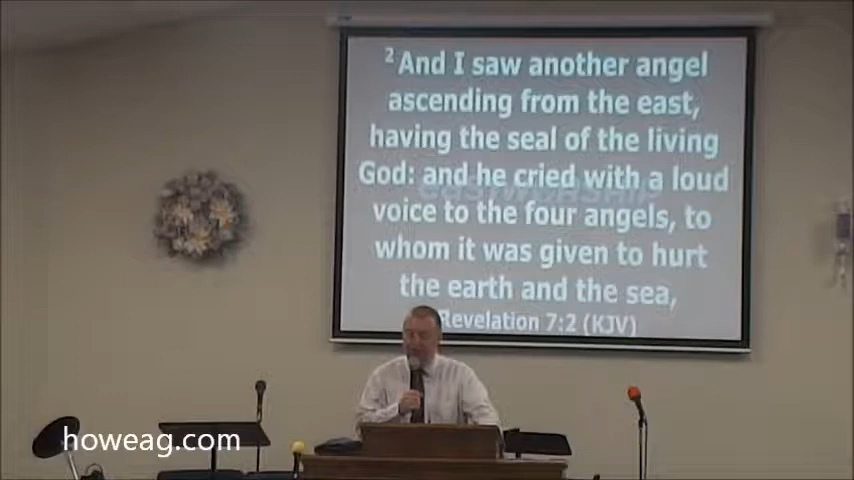 2 And I saw another angel
ascending from the east,
having the seal of the living
God: and he cried with a loud
voice to the four angels, to
whom it was given to hurt
the earth and the sea,
Revelation 7:2 (KJV)
howeag.com